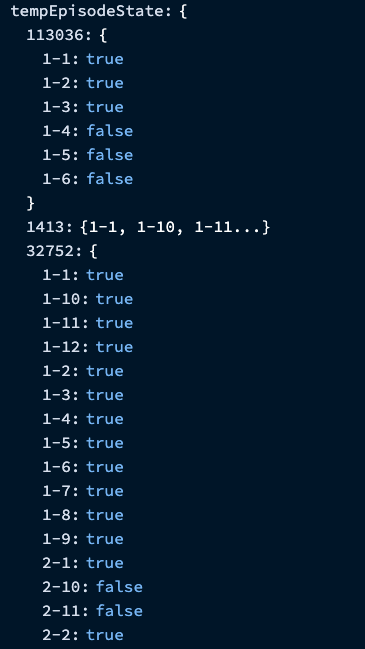 tempEpisodeState: {
113036: {
1-1: true
1-2: true
1-3: true
1-4: false
1-5: false
1-6: false
}
1413: {1-1, 1-10, 1-11...}
32752: {
1-1: true
1-10: true
1-11: true
1-12: true
1-2: true
1-3: true
1-4: true
1-5: true
1-6: true
1-7: true
1-8: true
1-9: true
2-1: true
2-10: false
2-11: false
2-2: true